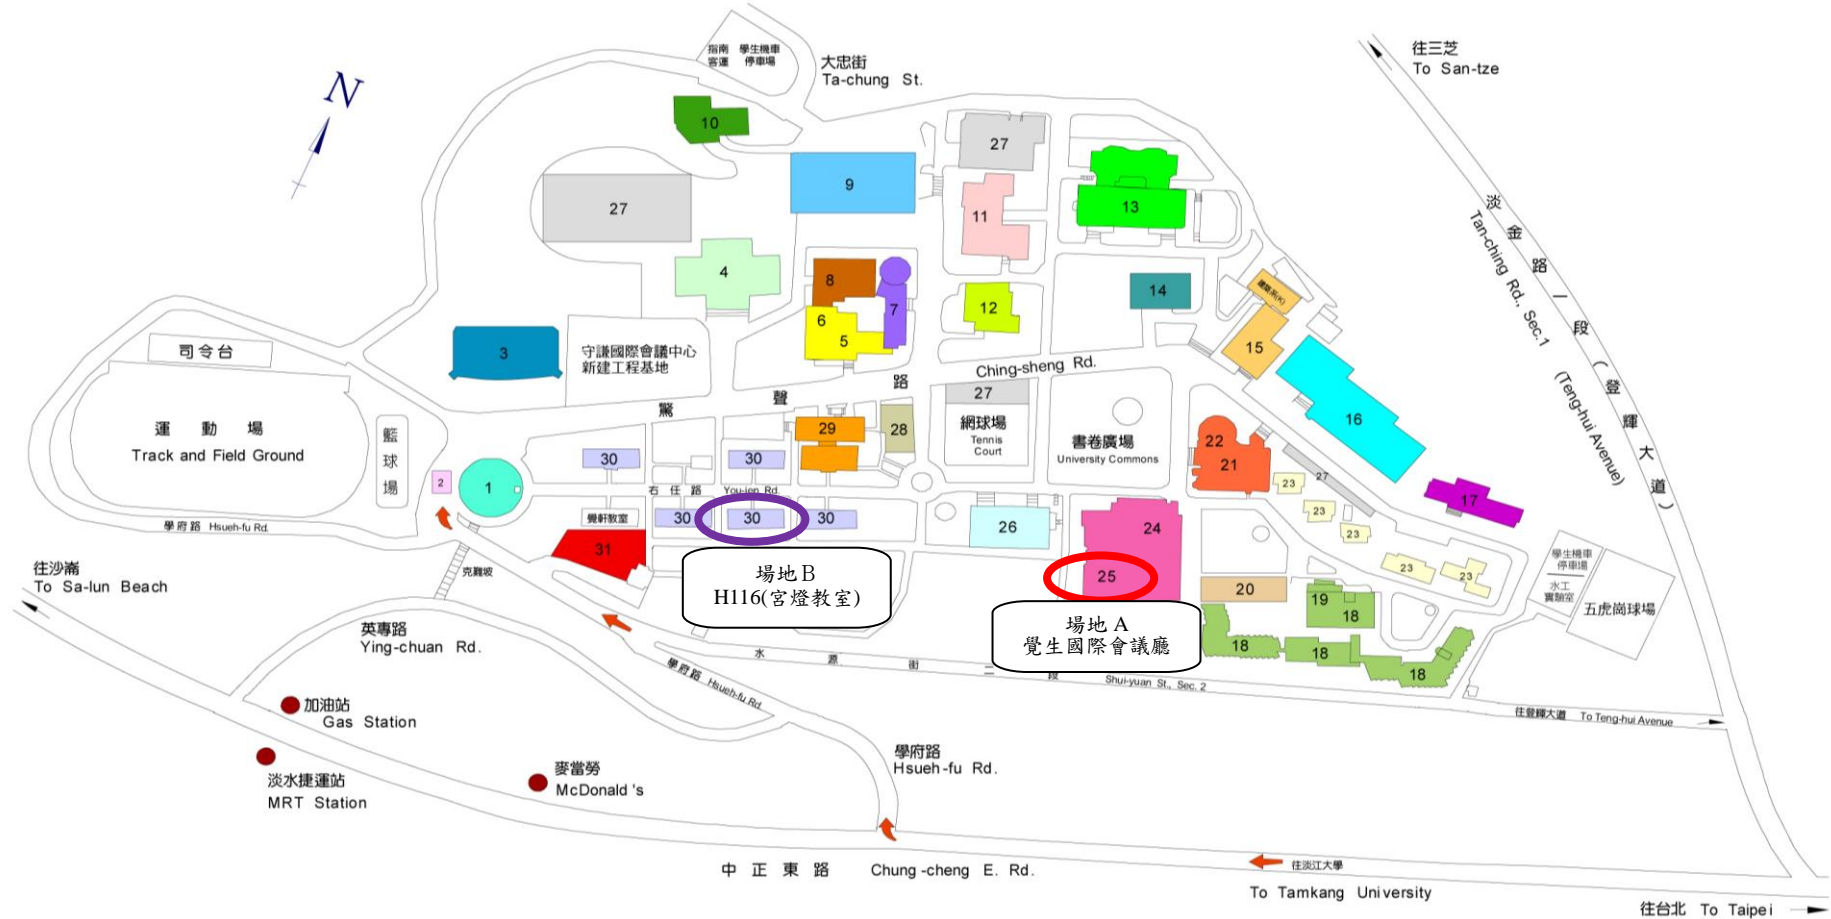 指南 學生機車
客運 停車場
大忠街
Ta-chung St.
往三芝
To San-tze
N
10
27
9
27
13
11
淡金路一段(登輝大道)
Tan-ching Rd., Sec.1
(Teng-hui Avenue)
4
8
7
6
5
12
14
建築系(K)
15
司令台
3
守謙國際會議中心
新建工程基地
驚聲路
Ching-sheng Rd.
27
16
運動場
Track and Field Ground
籃球場
29
28
網球場
Tennis
Court
書卷廣場
University Commons
22
21
30
30
2
1
右任路 You-jen Rd.
23
27
17
23
23
23
23
學府路 Hsueh-fu Rd.
覺軒教室
30
30
30
26
24
31
25
20
19
18
學生機車
停車場
水工
實驗室
五虎崗球場
往沙崙
To Sa-lun Beach
克難坡
場地B
H116(宮燈教室)
場地 A
覺生國際會議廳
18
18
18
英專路
Ying-chuan Rd.
水源街二段
Shui-yuan St., Sec. 2
學府路 Hsueh-fu Rd.
加油站
Gas Station
往登輝大道 To Teng-hui Avenue
淡水捷運站
MRT Station
麥當勞
McDonald 's
學府路
Hsueh-fu Rd.
中正東路 Chung-cheng E. Rd.
往淡江大學
To Tamkang University
往台北 To Taipei